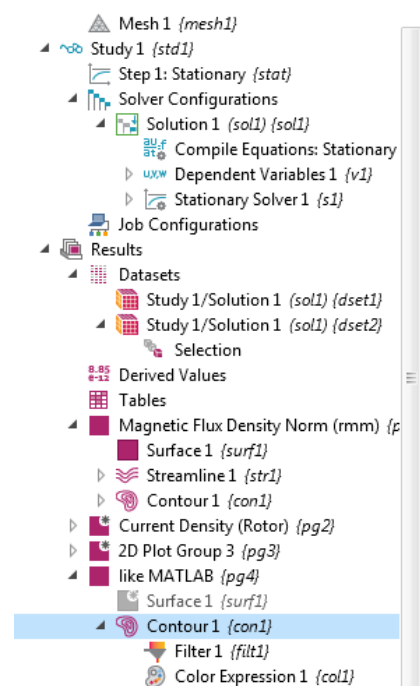 Mesh 1 {mesh1}
Study 1 {std1}
Step 1: Stationary {stat}
Solver Configurations
Solution 1 (sol1) {sol1}
Compile Equations: Stationary
u,v,w Dependent Variables 1 {v1}
Stationary Solver 1 {s1}
Job Configurations
Results
Datasets
Study 1/Solution 1 (sol1) {dset1}
Study 1/Solution 1 (sol1) {dset2}
Selection
8.85
e-12 Derived Values
Tables
Magnetic Flux Density Norm (rmm) {p
Surface 1 {surf1}
Streamline 1 {str1}
Contour 1 {con1}
Current Density (Rotor) {pg2}
2D Plot Group 3 {pg3}
like MATLAB {pg4}
Surface 1 {surf1}
Contour 1 {con1}
Filter 1 {filt1}
Color Expression 1 {col1}